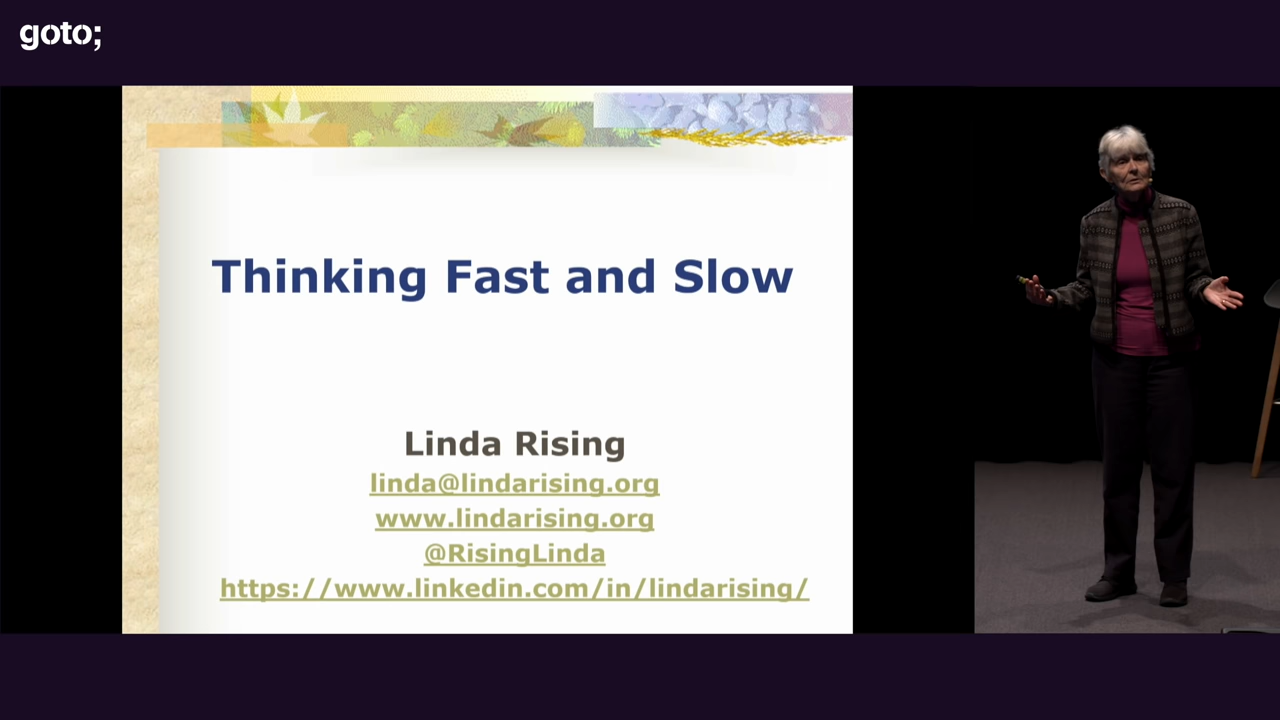 goto;
Thinking Fast and Slow
Linda Rising
linda@lindarising.org
www.lindarising.org
@RisingLinda
https://www.linkedin.com/in/lindarising/